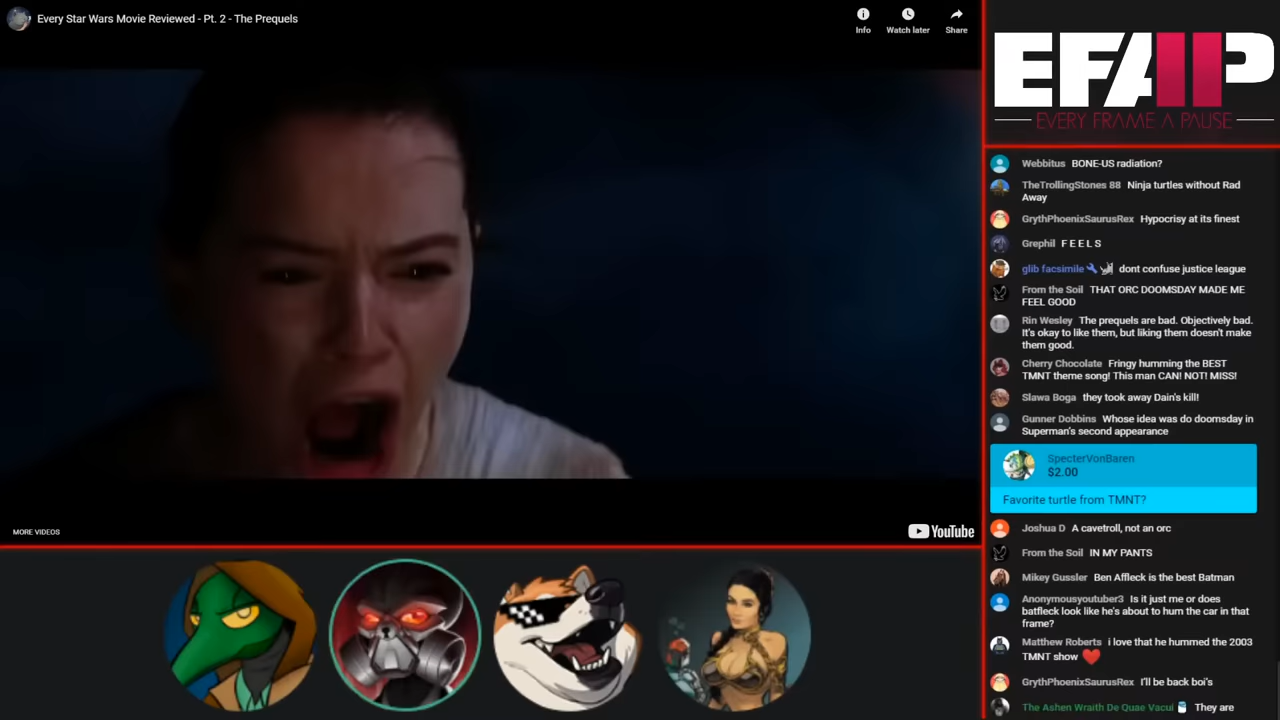 Every Star Wars Movie Reviewed - Pt. 2 - The Prequels
Info
Watch later
Share
EFAP
EVERY FRAME A PAUSE
Webbitus BONE-US radiation?
TheTrollingStones 88 Ninja turtles without Rad
Away
GrythPhoenixSaurusRex Hypocrisy at its finest
Grephil F E E L S
glib facsimile dont confuse justice league
From the Soil THAT ORC DOOMSDAY MADE ME
FEEL GOOD
Rin Wesley The prequels are bad. Objectively bad.
It's okay to like them, but liking them doesn't make
them good.
Cherry Chocolate Fringy humming the BEST
TMNT theme song! This man CAN! NOT! MISS!
Slawa Boga they took away Dain's kill!
Gunner Dobbins Whose idea was do doomsday in
Superman's second appearance
SpecterVonBaren
$2.00
Favorite turtle from TMNT?
Joshua D A cavetroll, not an orc
From the Soil IN MY PANTS
Mikey Gussler Ben Affleck is the best Batman
Anonymousyoutuber3 Is it just me or does
batfleck look like he's about to hum the car in that
frame?
Matthew Roberts i love that he hummed the 2003
TMNT show
GrythPhoenixSaurusRex I'll be back boi's
The Ashen Wraith De Quae Vacui They are
MORE VIDEOS
YouTube